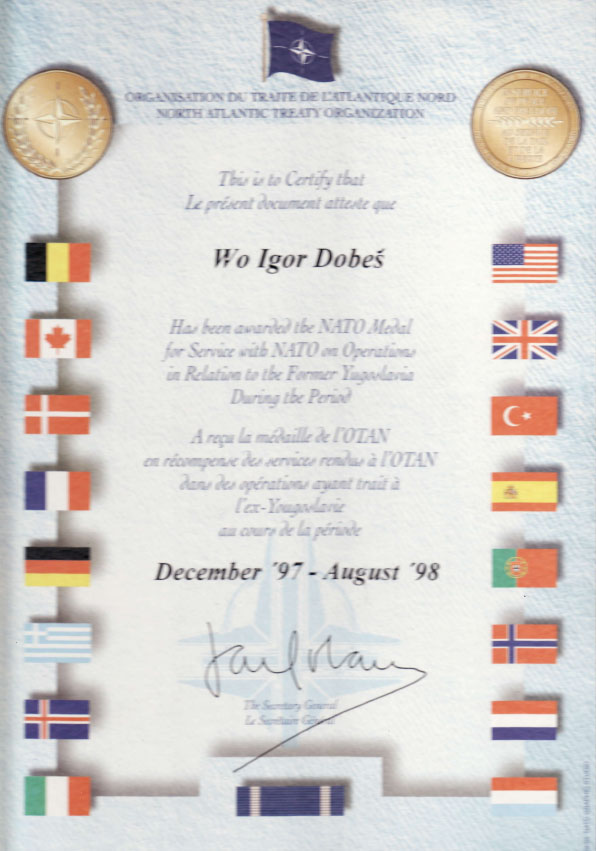 ORGANISATION DU TRAITE DE L'ATLANTIQUE NORD
NORTH ATLANTIC TREATY ORGANIZATION
This is to Certify that
Le présent document atteste que
Wo Igor Dobeš
Has been awarded the NATO Medal
for Service with NATO on Operations
in Relation to the Former Yugoslavia
During the Period
A reçu la médaille de l'OTAN
en récompense des services rendus à l'OTAN
dans des opérations ayant trait à
l'ex-Yougoslavie
au cours de la période
December ´97 - August ´98
The Secretary General
Le Secrétaire Général